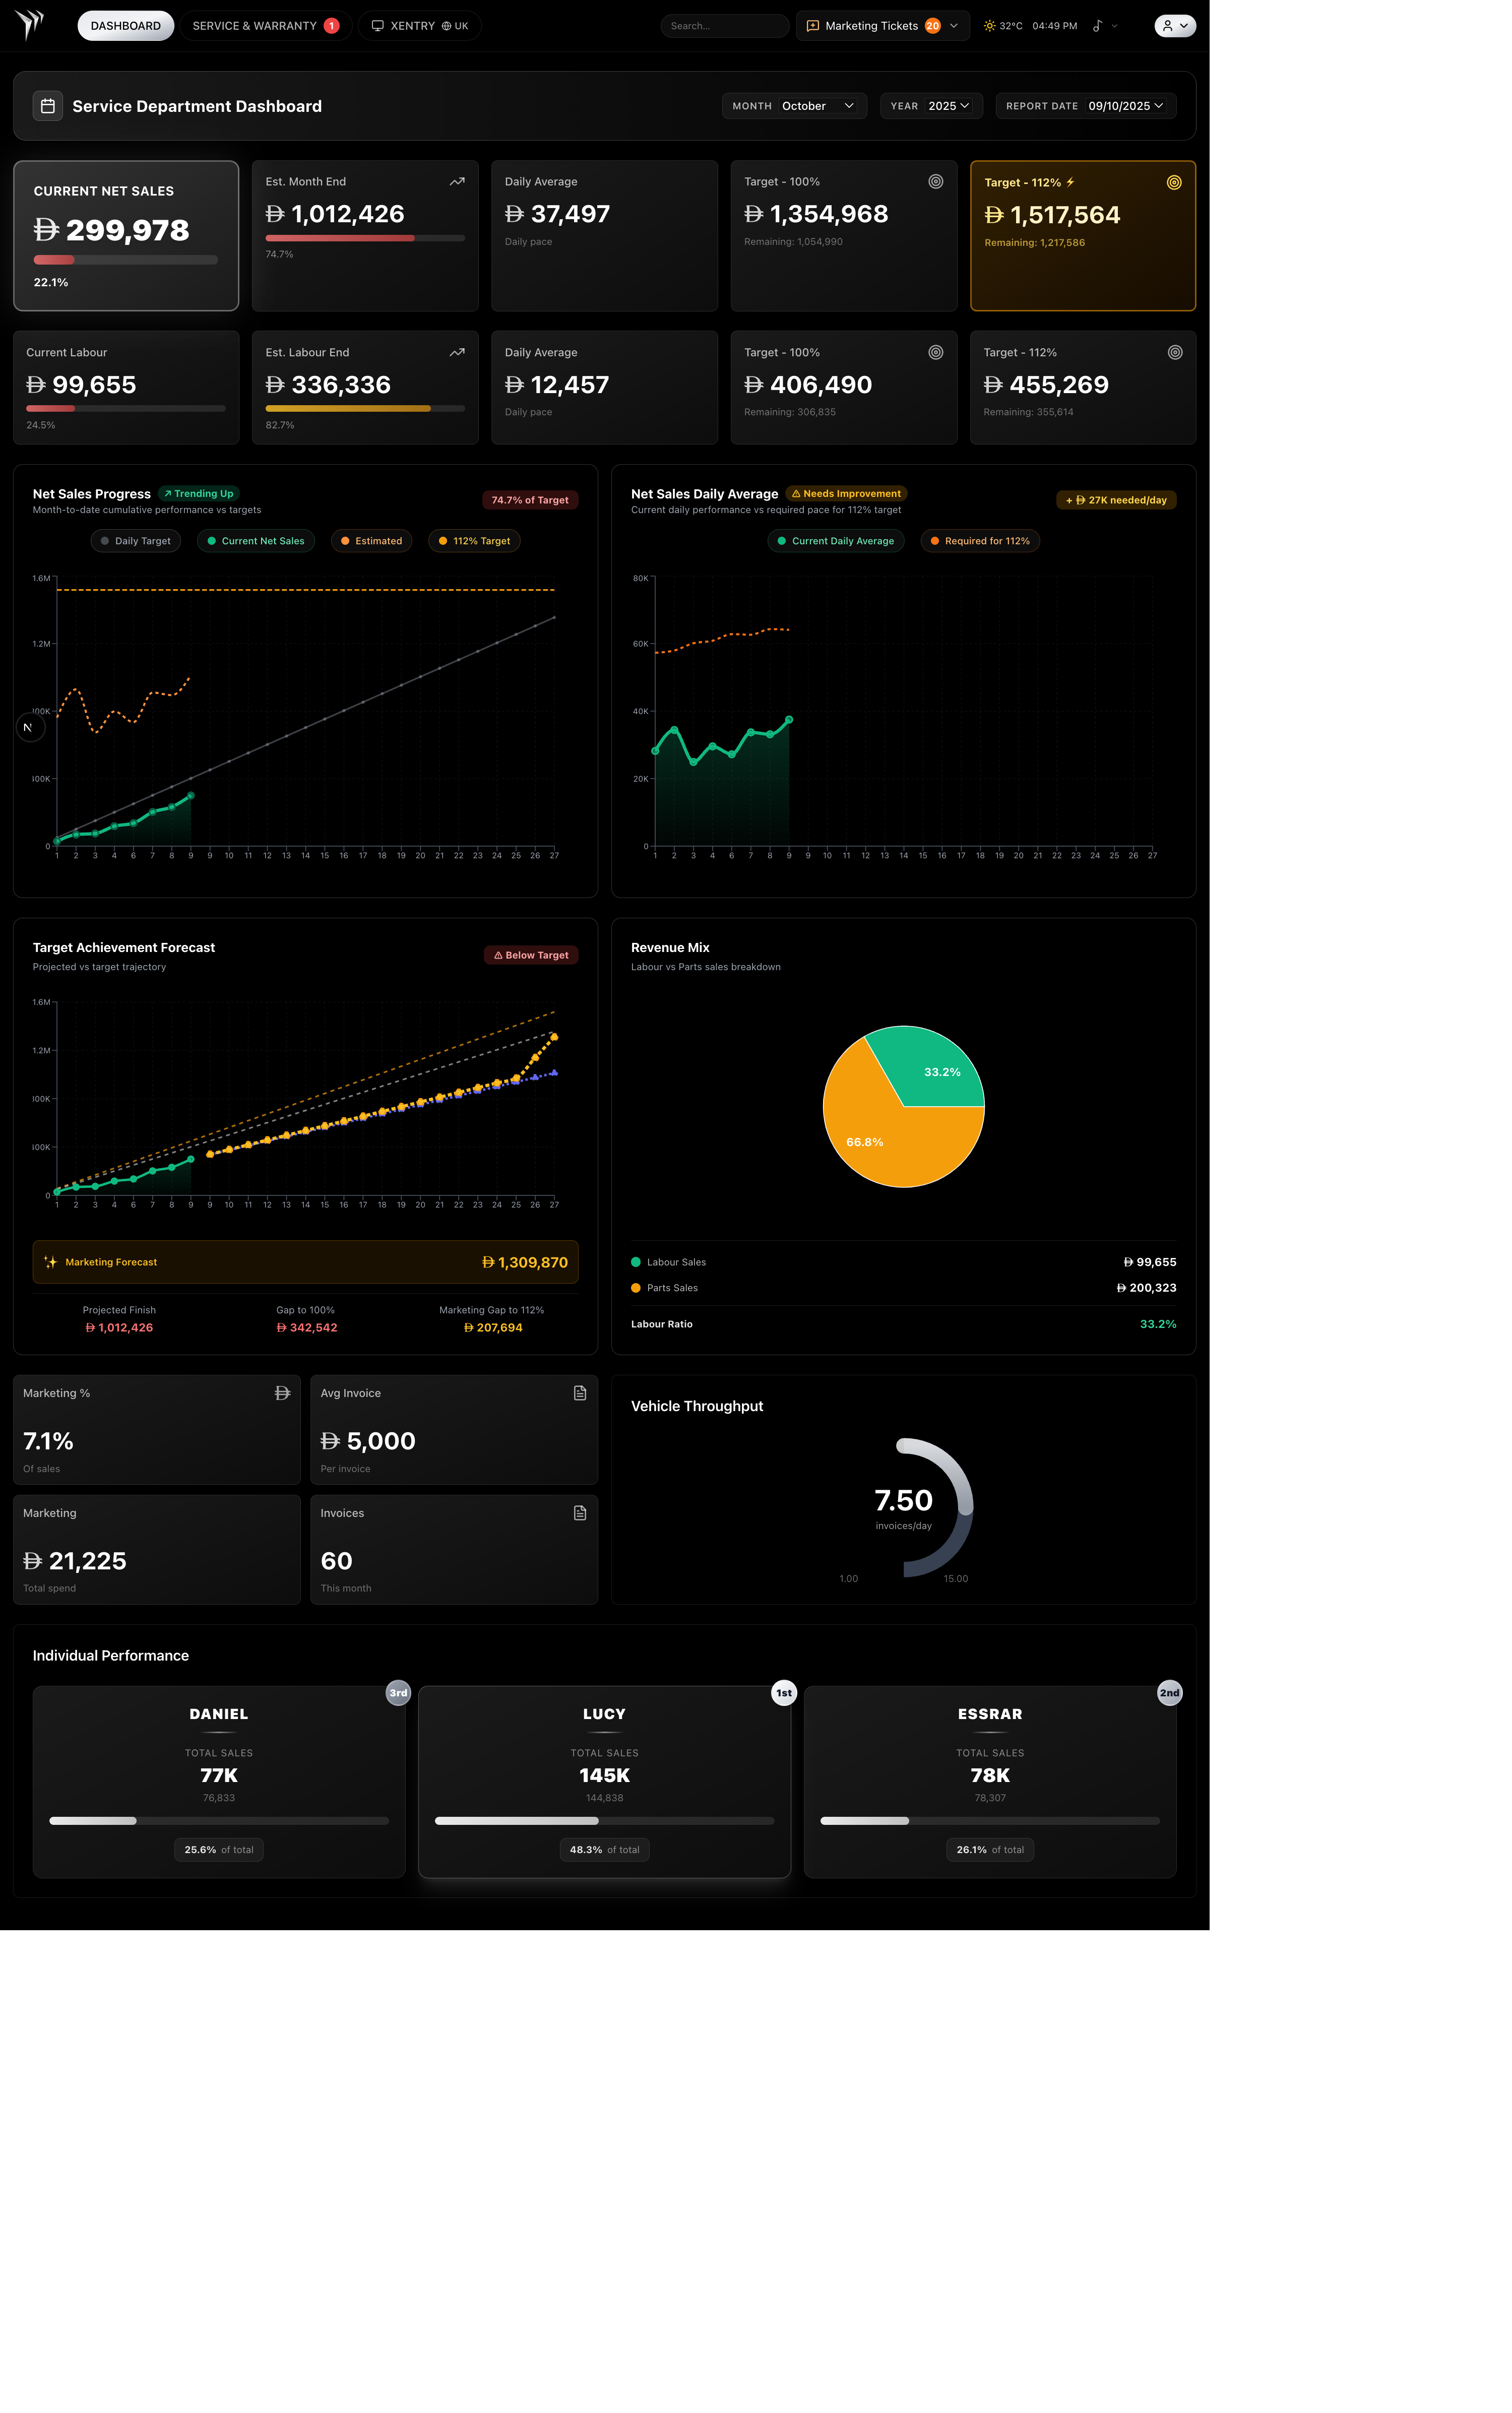 DASHBOARD SERVICE & WARRANTY 1 XENTRY UK Search... Marketing Tickets 20 32°C 04:49 PM
Service Department Dashboard MONTH October YEAR 2025 REPORT DATE 09/10/2025
CURRENT NET SALES
299,978
22.1%
Est. Month End
1,012,426
74.7%
Daily Average
37,497
Daily pace
Target - 100%
1,354,968
Remaining: 1,054,990
Target - 112%
1,517,564
Remaining: 1,217,586
Current Labour
99,655
24.5%
Est. Labour End
336,336
82.7%
Daily Average
12,457
Daily pace
Target - 100%
406,490
Remaining: 306,835
Target - 112%
455,269
Remaining: 355,614
Net Sales Progress Trending Up
Month-to-date cumulative performance vs targets
74.7% of Target
Daily Target Current Net Sales Estimated 112% Target
1.6M
1.2M
00K
400K
0
1 2 3 4 6 7 8 9 9 10 11 12 13 14 15 16 17 18 19 20 21 22 23 24 25 26 27
N
Net Sales Daily Average Needs Improvement
Current daily performance vs required pace for 112% target
+ 27K needed/day
Current Daily Average Required for 112%
80K
60K
40K
20K
0
1 2 3 4 6 7 8 9 9 10 11 12 13 14 15 16 17 18 19 20 21 22 23 24 25 26 27
Target Achievement Forecast
Projected vs target trajectory
Below Target
1.6M
1.2M
800K
400K
0
1 2 3 4 6 7 8 9 9 10 11 12 13 14 15 16 17 18 19 20 21 22 23 24 25 26 27
Marketing Forecast 1,309,870
Projected Finish
1,012,426
Gap to 100%
342,542
Marketing Gap to 112%
207,694
Revenue Mix
Labour vs Parts sales breakdown
33.2%
66.8%
Labour Sales 99,655
Parts Sales 200,323
Labour Ratio 33.2%
Marketing %
7.1%
Of sales
Avg Invoice
5,000
Per invoice
Marketing
21,225
Total spend
Invoices
60
This month
Vehicle Throughput
7.50
invoices/day
1.00 15.00
Individual Performance
3rd
DANIEL
TOTAL SALES
77K
76,833
25.6% of total
1st
LUCY
TOTAL SALES
145K
144,838
48.3% of total
2nd
ESSRAR
TOTAL SALES
78K
78,307
26.1% of total